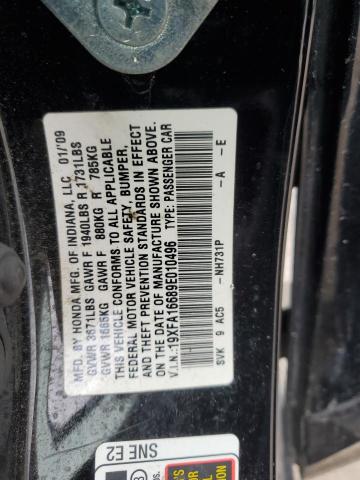 MFD. BY HONDA MFG. OF INDIANA, LLC 01/'09
GVWR 3671LBS GAWR F 1940LBS R 1731LBS
GVWR 1665KG GAWR F 880KG R 785KG
THIS VEHICLE CONFORMS TO ALL APPLICABLE
FEDERAL MOTOR VEHICLE SAFETY, BUMPER,
AND THEFT PREVENTION STANDARDS IN EFFECT
ON THE DATE OF MANUFACTURE SHOWN ABOVE.
V.I.N.: 19XFA16689E010496 TYPE: PASSENGER CAR
SVK 9 AC5 -NH731P -A -E
SNE E2